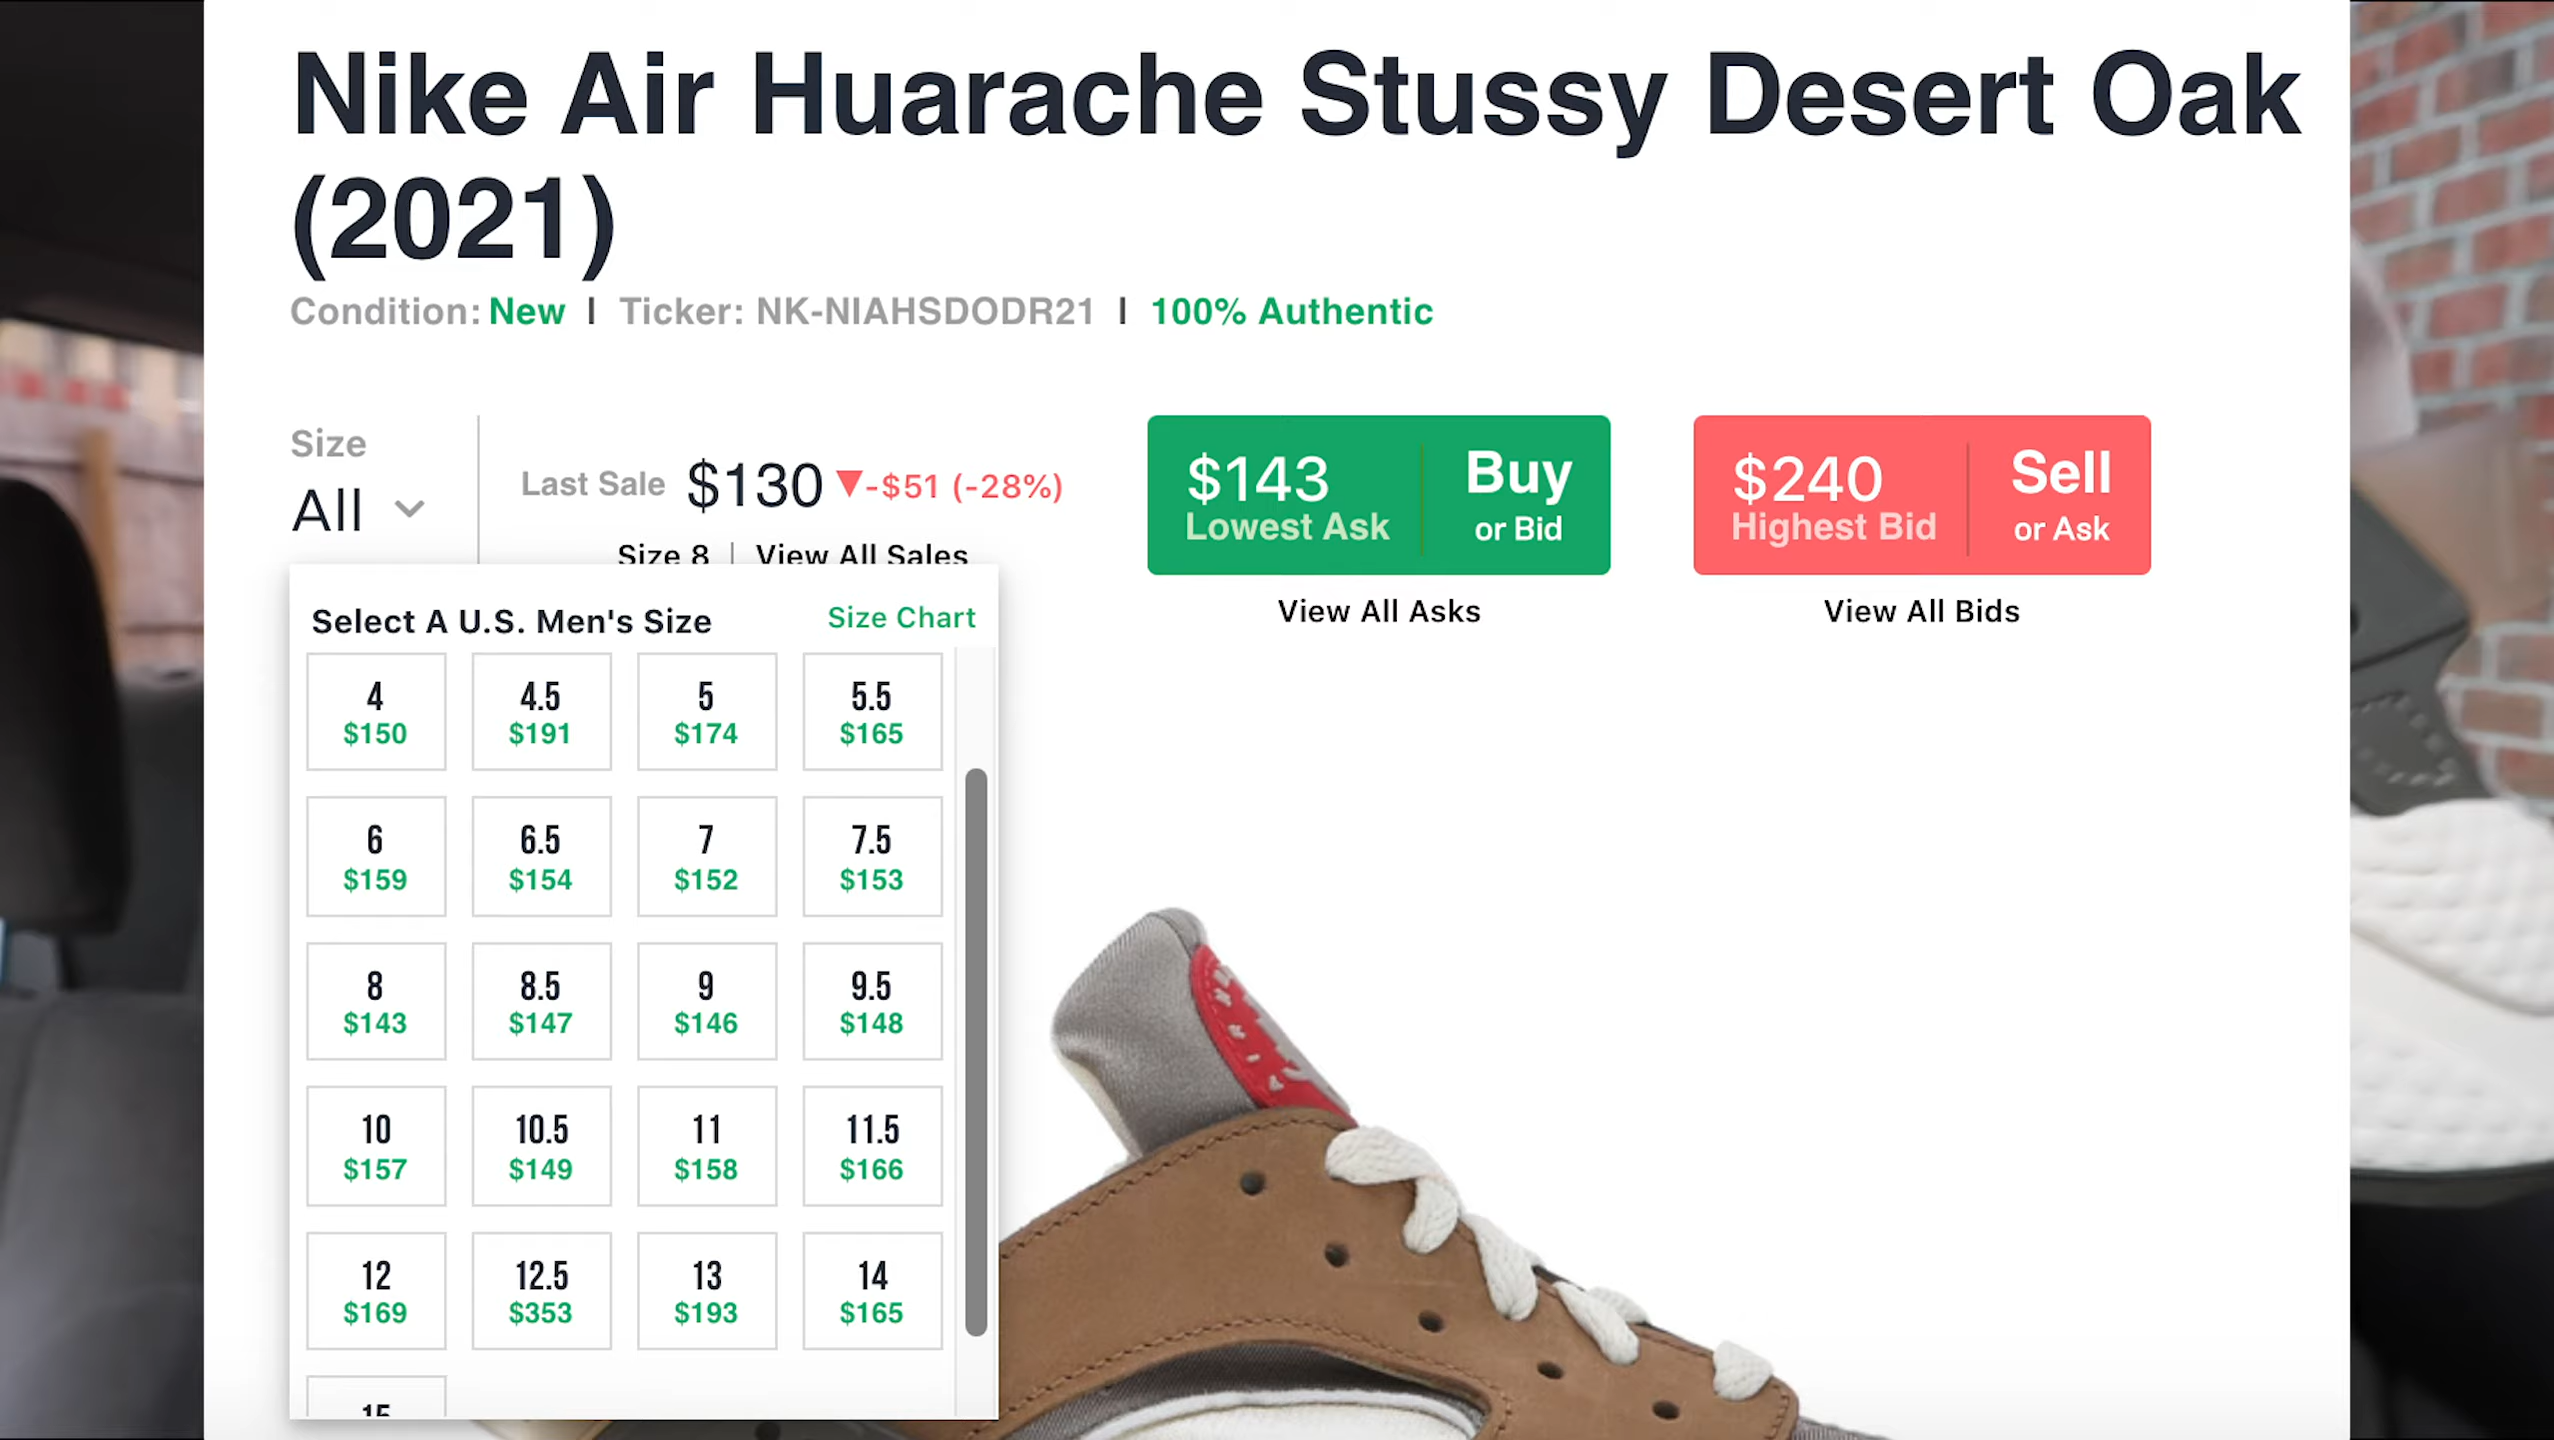 Nike Air Huarache Stussy Desert Oak
(2021)
Condition: New | Ticker: NK-NIAHSDODR21 | 100% Authentic
Size
All
Last Sale $130 ▼-$51 (-28%)
Size 8 | View All Sales
$143
Lowest Ask
Buy
or Bid
View All Asks
$240
Highest Bid
Sell
or Ask
View All Bids
Select A U.S. Men's Size Size Chart
4 4.5 5 5.5
$150 $191 $174 $165
6 6.5 7 7.5
$159 $154 $152 $153
8 8.5 9 9.5
$143 $147 $146 $148
10 10.5 11 11.5
$157 $149 $158 $166
12 12.5 13 14
$169 $353 $193 $165
15